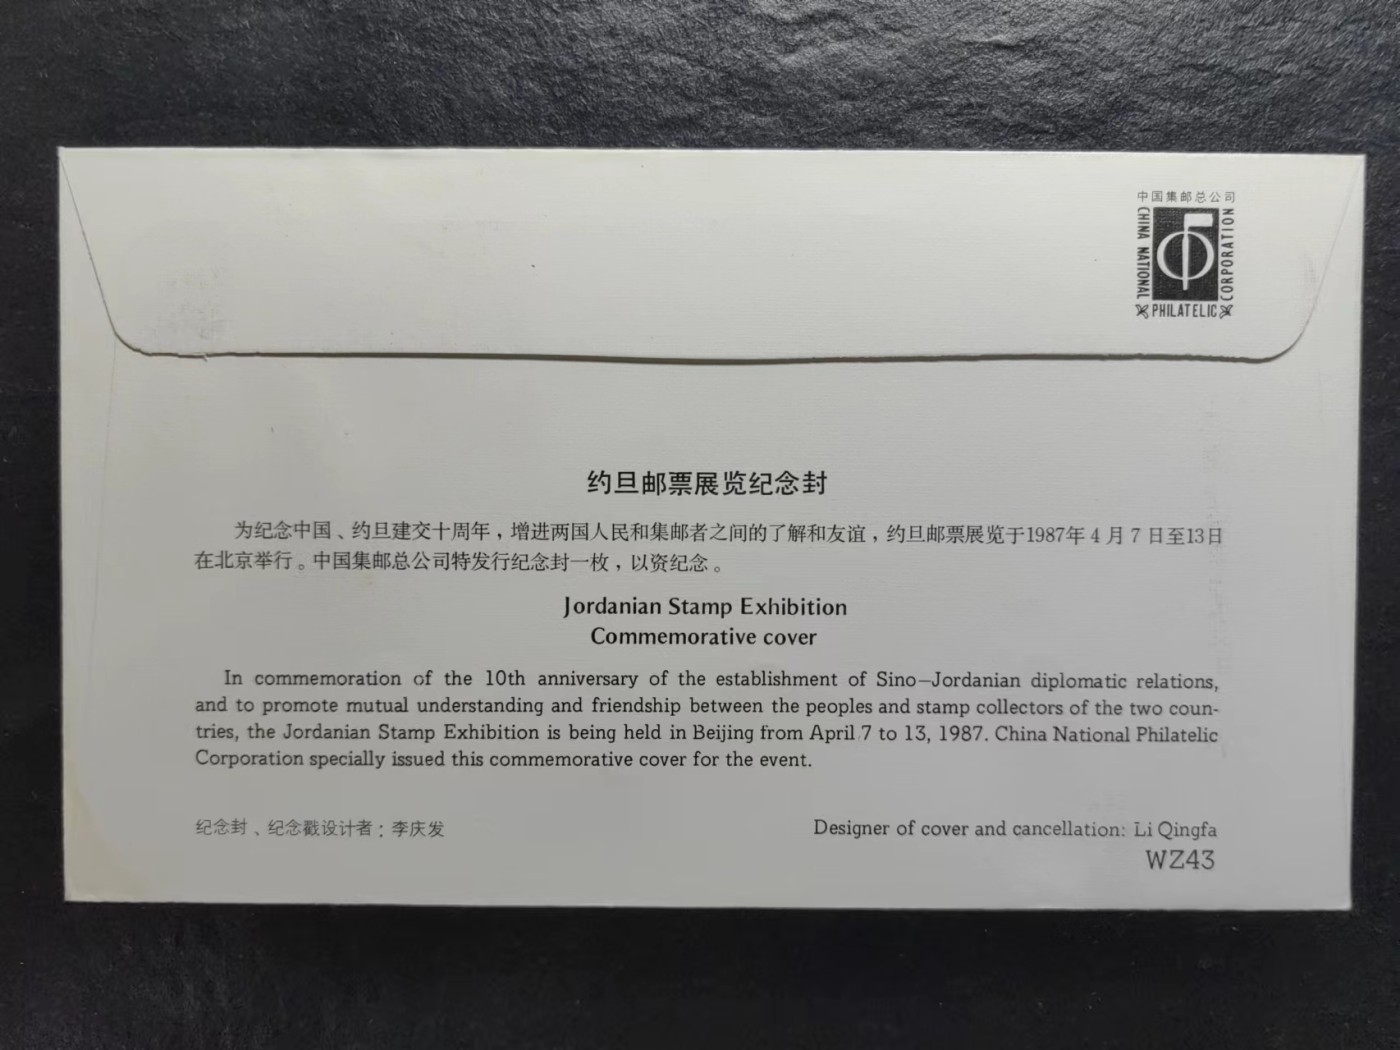 中国集邮总公司
CHINA NATIONAL
PHILATELIC
CORPORATION
约旦邮票展览纪念封
为纪念中国、约旦建交十周年，增进两国人民和集邮者之间的了解和友谊，约旦邮票展览于1987年4月7日至13日
在北京举行。中国集邮总公司特发行纪念封一枚，以资纪念。
Jordanian Stamp Exhibition
Commemorative cover
In commemoration of the 10th anniversary of the establishment of Sino—Jordanian diplomatic relations,
and to promote mutual understanding and friendship between the peoples and stamp collectors of the two coun-
tries, the Jordanian Stamp Exhibition is being held in Beijing from April 7 to 13, 1987. China National Philatelic
Corporation specially issued this commemorative cover for the event.
纪念封、纪念戳设计者：李庆发
Designer of cover and cancellation: Li Qingfa
WZ43